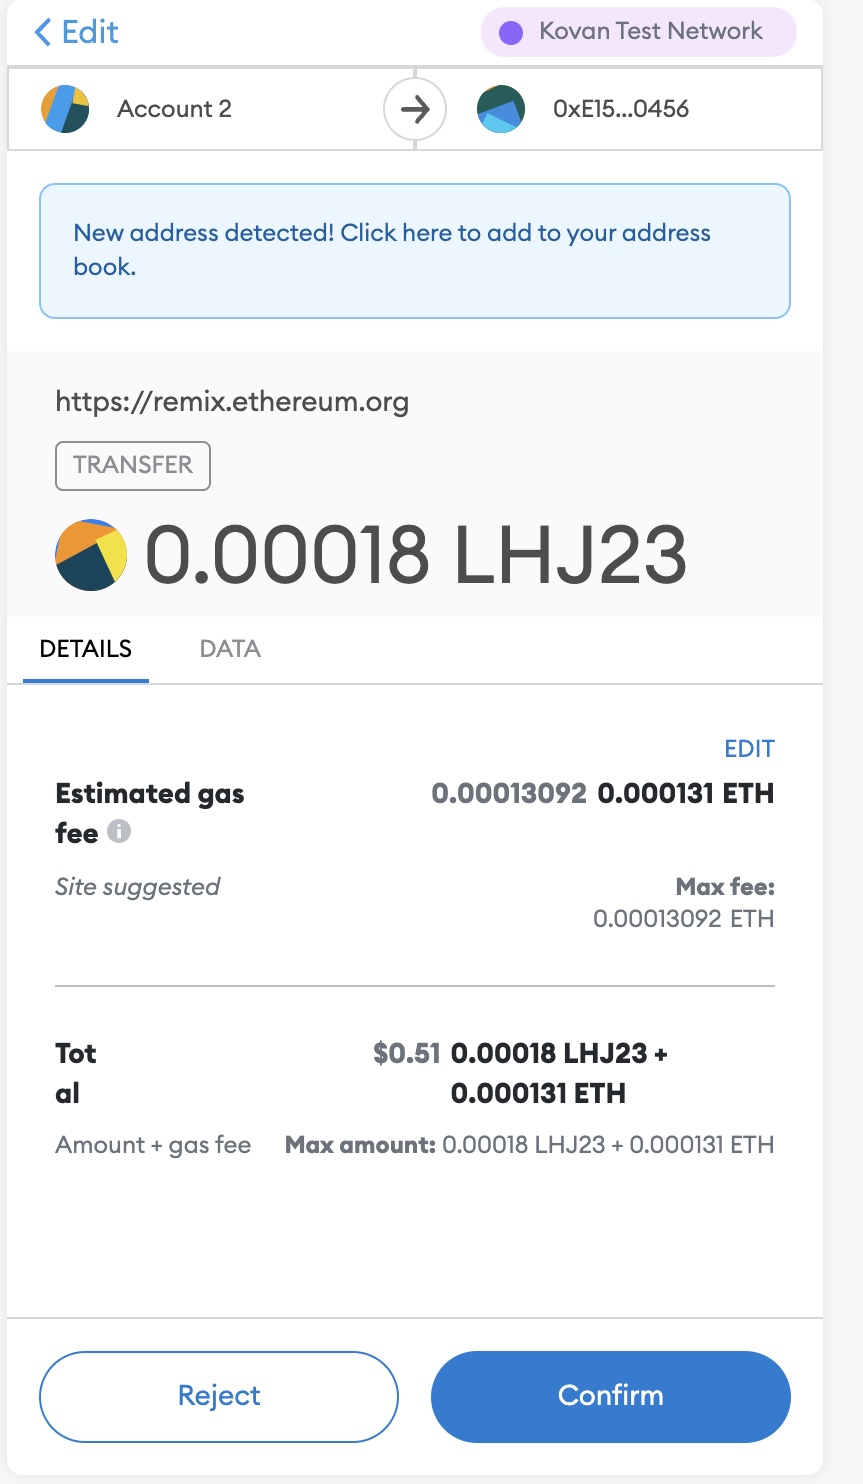 Edit
Kovan Test Network
Account 2
0xE15...0456
New address detected! Click here to add to your address
book.
https://remix.ethereum.org
TRANSFER
0.00018 LHJ23
DETAILS
DATA
EDIT
Estimated gas
fee
0.00013092 0.000131 ETH
Site suggested
Max fee:
0.00013092 ETH
Tot
al
$0.51 0.00018 LHJ23 +
0.000131 ETH
Amount + gas fee
Max amount: 0.00018 LHJ23 + 0.000131 ETH
Reject
Confirm